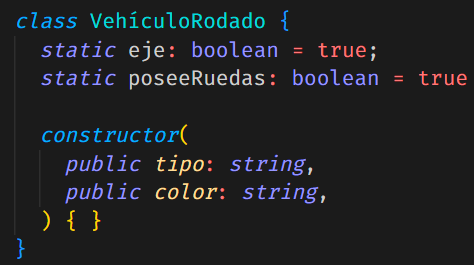 class VehículoRodado {
static eje: boolean = true;
static poseeRuedas: boolean = true
constructor(
public tipo: string,
public color: string,
) { }
}